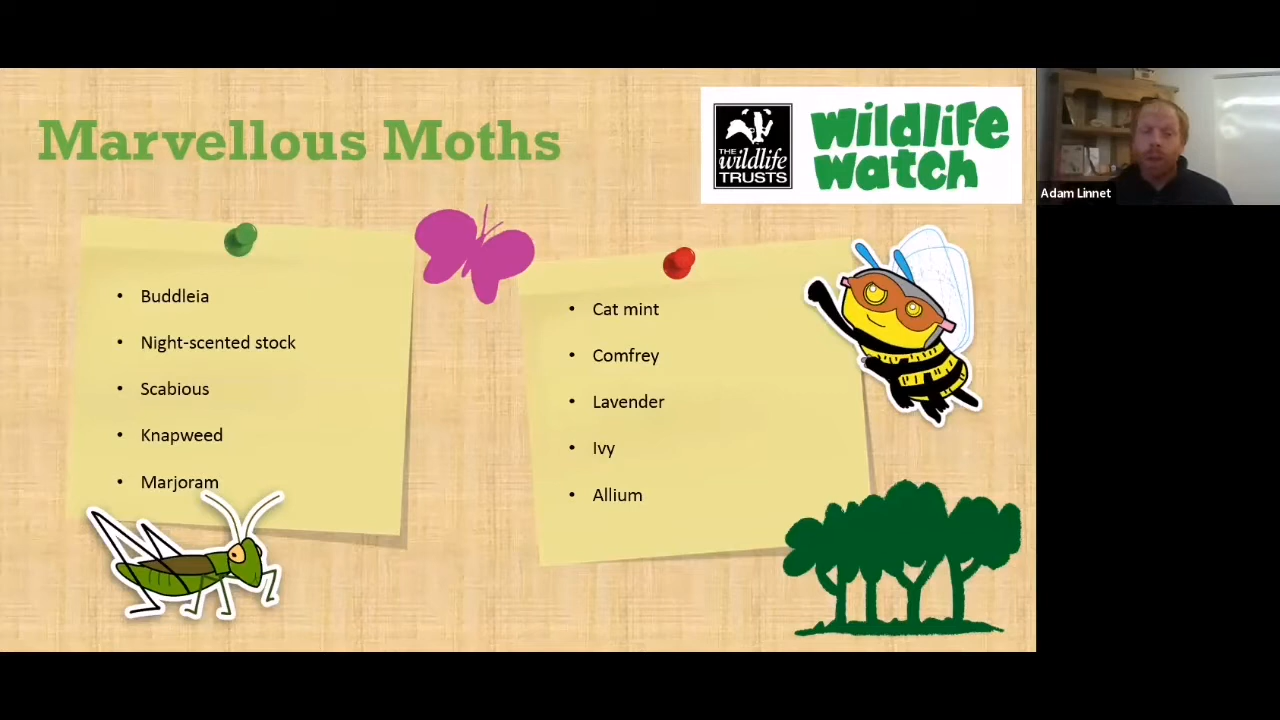 Marvellous Moths
THE
wildlife
TRUSTS
wildlife
watch
Adam Linnet
• Buddleia
• Night-scented stock
• Scabious
• Knapweed
• Marjoram
• Cat mint
• Comfrey
• Lavender
• Ivy
• Allium